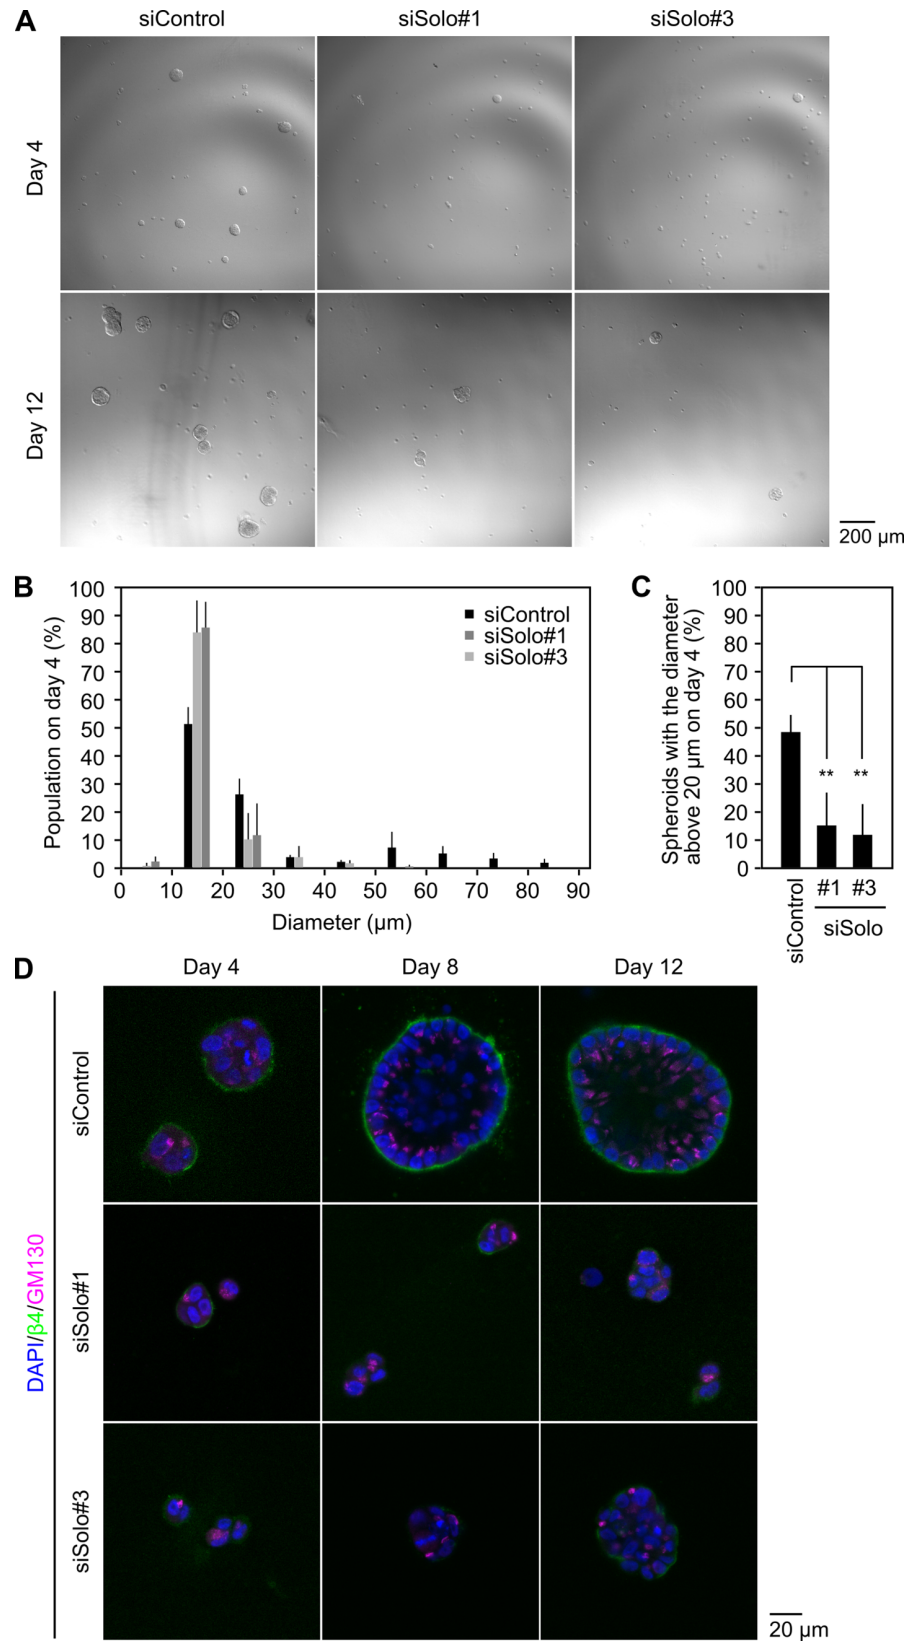 A
siControl siSolo#1 siSolo#3
Day 4
Day 12
200 µm
B
Population on day 4 (%)
100
90
80
70
60
50
40
30
20
10
0
0 10 20 30 40 50 60 70 80 90
Diameter (µm)
siControl
siSolo#1
siSolo#3
C
Spheroids with the diameter
above 20 µm on day 4 (%)
100
90
80
70
60
50
40
30
20
10
0
** **
siControl
#1 #3
siSolo
D
Day 4 Day 8 Day 12
DAPI/β4/GM130
siControl
siSolo#1
siSolo#3
20 µm